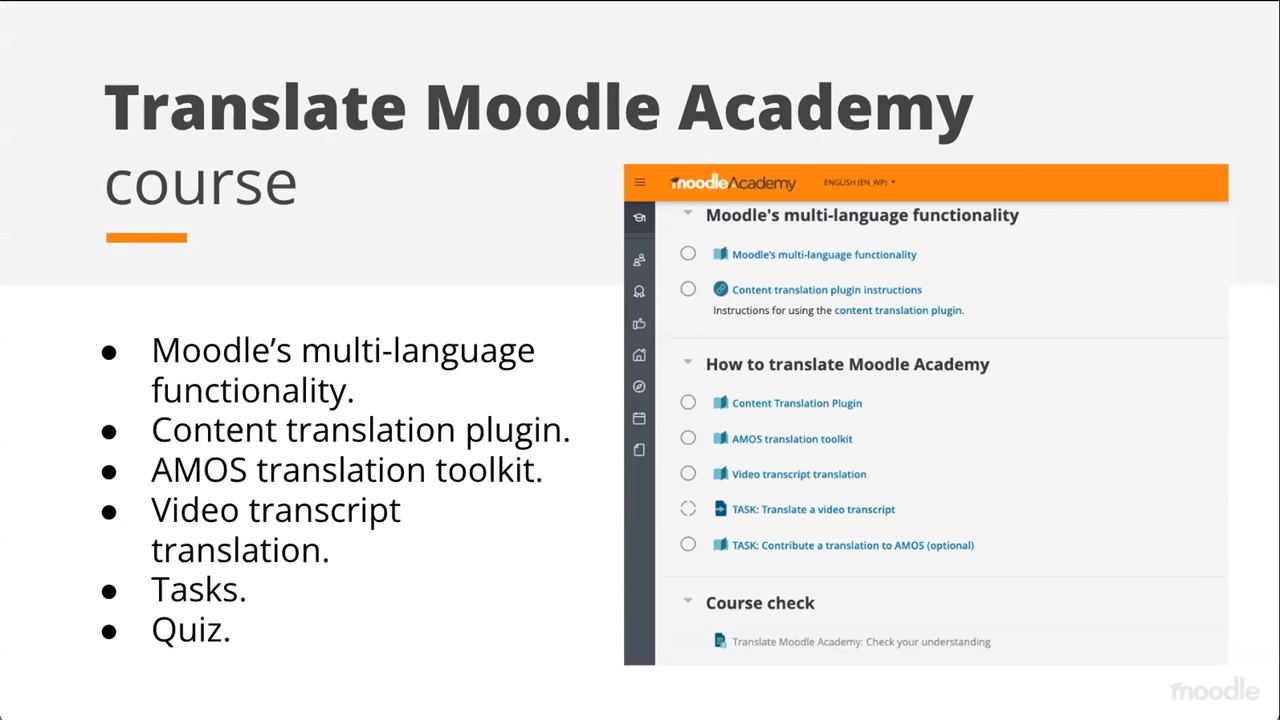 Translate Moodle Academy
course
● Moodle’s multi-language
functionality.
● Content translation plugin.
● AMOS translation toolkit.
● Video transcript
translation.
● Tasks.
● Quiz.
moodleAcademy ENGLISH (EN_WP)
Moodle's multi-language functionality
Moodle's multi-language functionality
Content translation plugin instructions
Instructions for using the content translation plugin.
How to translate Moodle Academy
Content Translation Plugin
AMOS translation toolkit
Video transcript translation
TASK: Translate a video transcript
TASK: Contribute a translation to AMOS (optional)
Course check
Translate Moodle Academy: Check your understanding
moodle